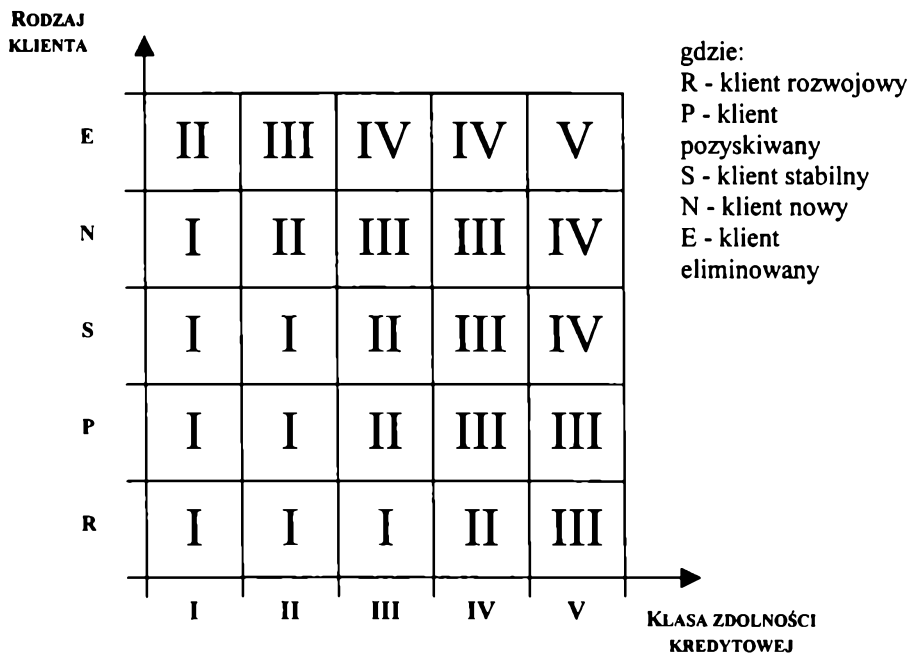 RODZAJ
KLIENTA
gdzie:
R - klient rozwojowy
P - klient
pozyskiwany
S - klient stabilny
N - klient nowy
E - klient
eliminowany
E II III IV IV V
N I II III III IV
S I I II III IV
P I I II III III
R I I I II III
I II III IV V
KLASA ZDOLNOŚCI
KREDYTOWEJ